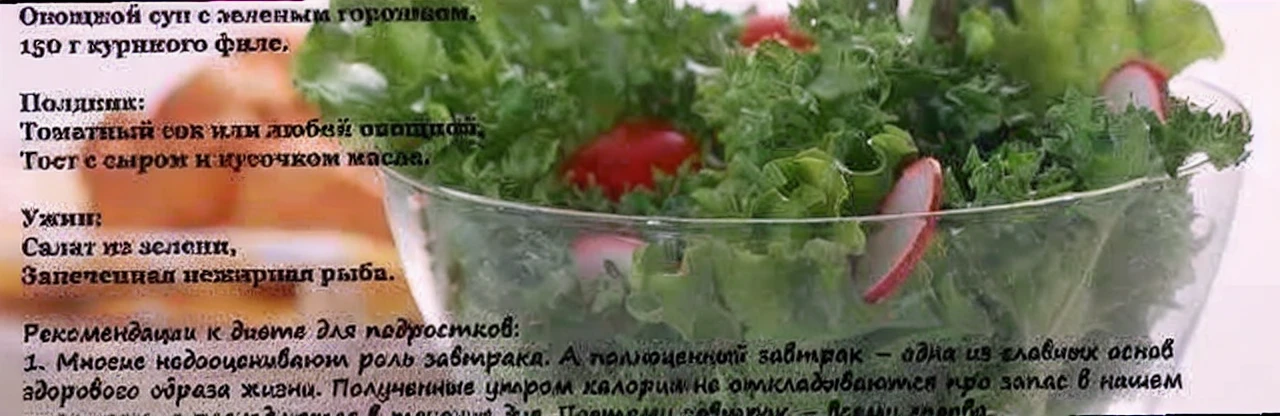 Овощной суп с зеленым горошком,
150 г куриного филе.
Полдник:
Томатный сок или любой овощной,
Тост с сыром и кусочком масла.
Ужин:
Салат из зелени,
Запеченная нежирная рыба.
Рекомендации к диете для подростков:
1. Многие недооценивают роль завтрака. А полноценный завтрак – одна из главных основ
здорового образа жизни. Полученные утром калории не откладываются про запас в нашем